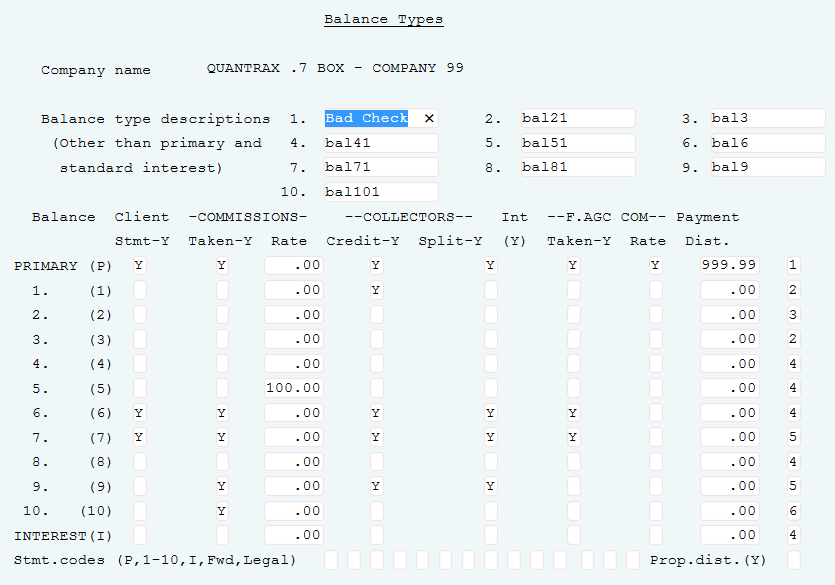 Balance Types
Company name QUANTRAX .7 BOX - COMPANY 99
Balance type descriptions 1. Bad Check × 2. bal21 3. bal3
(Other than primary and 4. bal41 5. bal51 6. bal6
standard interest) 7. bal71 8. bal81 9. bal9
10. bal101
Balance Client -COMMISSIONS- --COLLECTORS-- Int --F.AGC COM-- Payment
Stmt-Y Taken-Y Rate Credit-Y Split-Y (Y) Taken-Y Rate Dist.
PRIMARY (P) Y Y .00 Y Y Y Y 999.99 1
1. (1) .00 Y .00 2
2. (2) .00 .00 3
3. (3) .00 .00 2
4. (4) .00 .00 4
5. (5) 100.00 .00 4
6. (6) Y Y .00 Y Y Y .00 4
7. (7) Y Y .00 Y Y Y .00 5
8. (8) .00 .00 4
9. (9) Y .00 Y Y .00 5
10. (10) Y .00 .00 6
INTEREST(I) .00 .00 4
Stmt.codes (P,1-10,I,Fwd,Legal) Prop.dist.(Y)